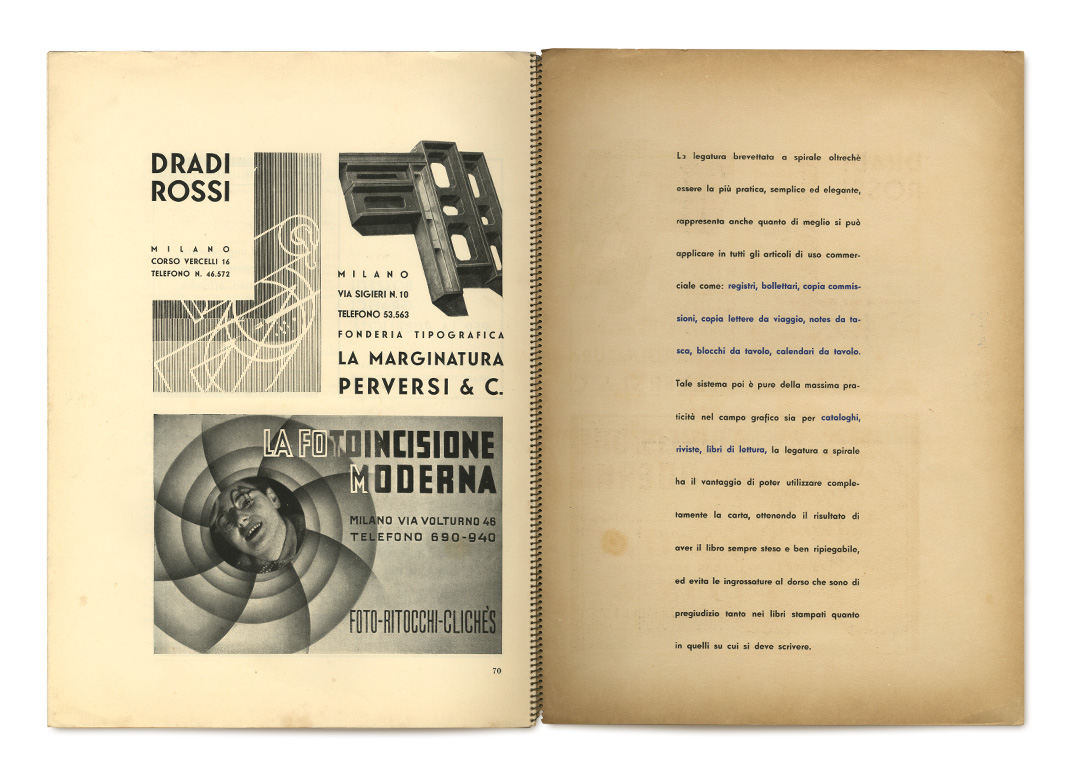 DRADI
ROSSI
MILANO
CORSO VERCELLI 16
TELEFONO N. 46.572
MILANO
VIA SIGIERI N. 10
TELEFONO 53.563
FONDERIA TIPOGRAFICA
LA MARGINATURA
PERVERSI & C.
LA FOTOINCISIONE
MODERNA
MILANO VIA VOLTURNO 46
TELEFONO 690-940
FOTO-RITOCCHI-CLICHÈS
70
La legatura brevettata a spirale oltrechè
essere la più pratica, semplice ed elegante,
rappresenta anche quanto di meglio si può
applicare in tutti gli articoli di uso commer-
ciale come: registri, bollettari, copia commis-
sioni, copia lettere da viaggio, notes da ta-
sca, blocchi da tavolo, calendari da tavolo.
Tale sistema poi è pure della massima pra-
ticità nel campo grafico sia per cataloghi,
riviste, libri di lettura, la legatura a spirale
ha il vantaggio di poter utilizzare comple-
tamente la carta, ottenendo il risultato di
aver il libro sempre steso e ben ripiegabile,
ed evita le ingrossature al dorso che sono di
pregiudizio tanto nei libri stampati quanto
in quelli su cui si deve scrivere.